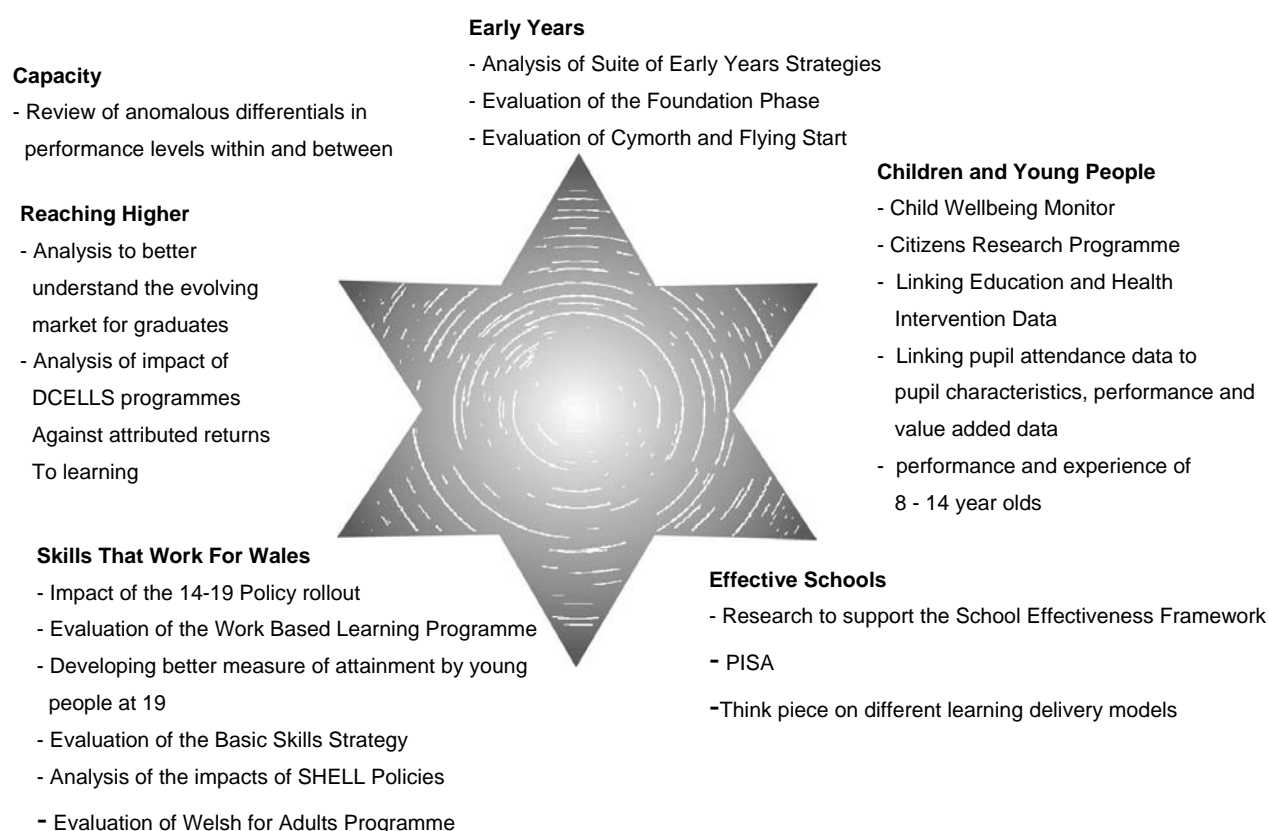 Early Years
- Analysis of Suite of Early Years Strategies
- Evaluation of the Foundation Phase
- Evaluation of Cymorth and Flying Start
Capacity
- Review of anomalous differentials in
performance levels within and between
Children and Young People
- Child Wellbeing Monitor
- Citizens Research Programme
- Linking Education and Health
Intervention Data
- Linking pupil attendance data to
pupil characteristics, performance and
value added data
- performance and experience of
8 - 14 year olds
Reaching Higher
- Analysis to better
understand the evolving
market for graduates
- Analysis of impact of
DCELLS programmes
Against attributed returns
To learning
Skills That Work For Wales
- Impact of the 14-19 Policy rollout
- Evaluation of the Work Based Learning Programme
- Developing better measure of attainment by young
people at 19
- Evaluation of the Basic Skills Strategy
- Analysis of the impacts of SHELL Policies
- Evaluation of Welsh for Adults Programme
Effective Schools
- Research to support the School Effectiveness Framework
- PISA
-Think piece on different learning delivery models